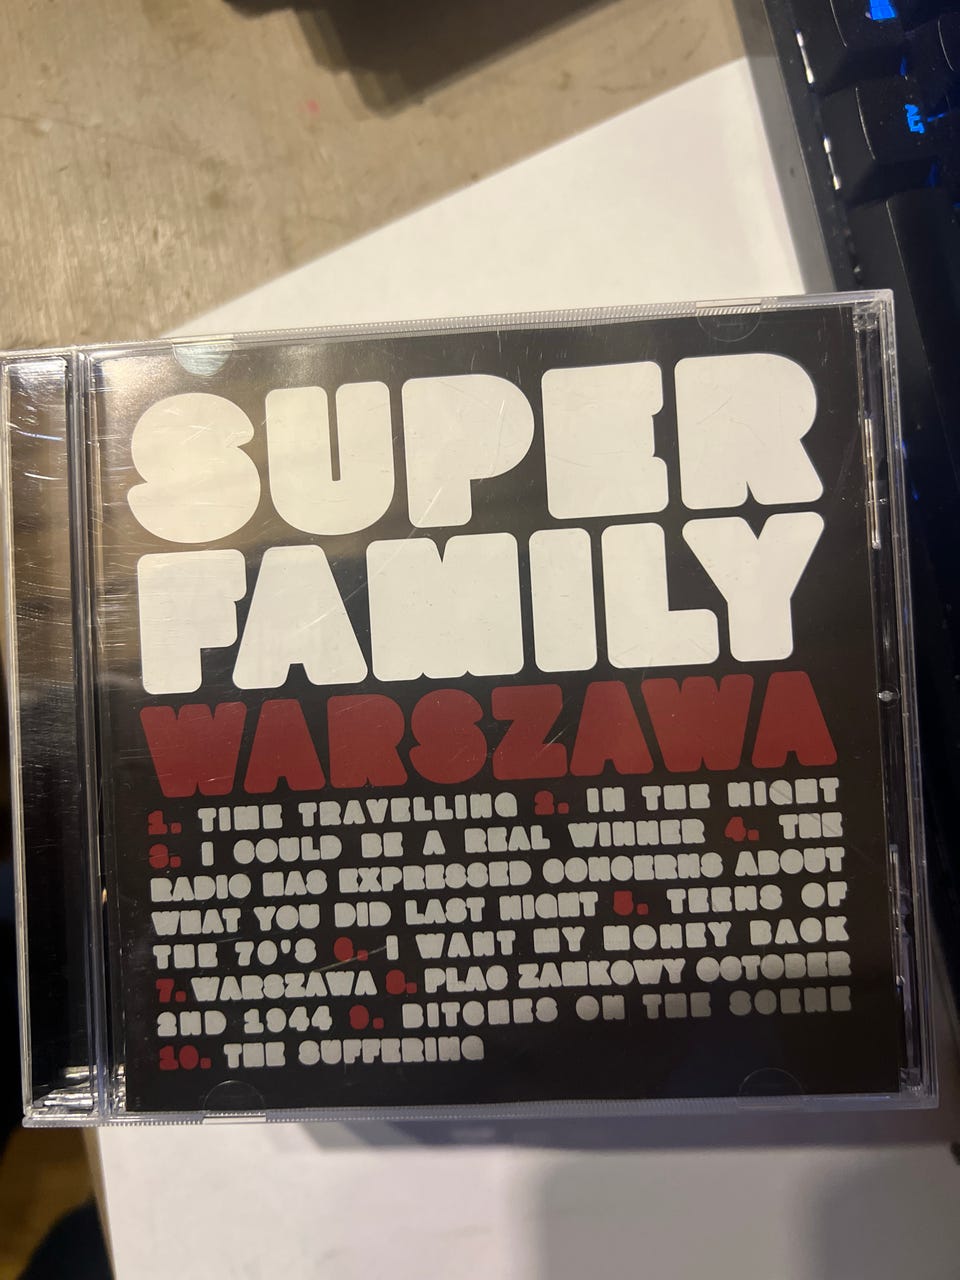 ALT
SUPER
FAMILY
WARSZAWA
1. TIME TRAVELLING 2. IN THE NIGHT
3. I COULD BE A REAL WINNER 4. THE
RADIO HAS EXPRESSED CONCERNS ABOUT
WHAT YOU DID LAST NIGHT 5. TEENS OF
THE 70'S 6. I WANT MY MONEY BACK
7. WARSZAWA 8. PLAC ZAMKOWY OCTOBER
2ND 1944 9. BITCHES ON THE SCENE
10. THE SUFFERING